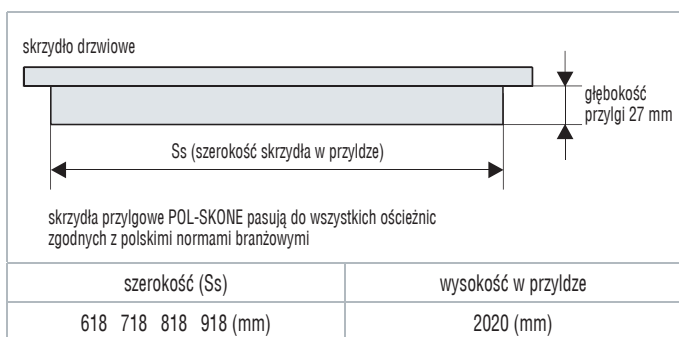 skrzydło drzwiowe
głębokość
przylgi 27 mm
Ss (szerokość skrzydła w przyldze)
skrzydła przylgowe POL-SKONE pasują do wszystkich ościeżnic
zgodnych z polskimi normami branżowymi
szerokość (Ss) wysokość w przyldze
618 718 818 918 (mm) 2020 (mm)